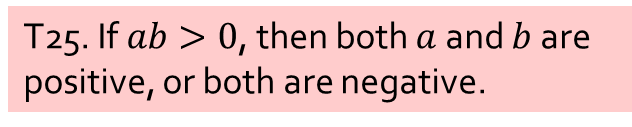 T25. If ab > 0, then both a and b are
positive, or both are negative.